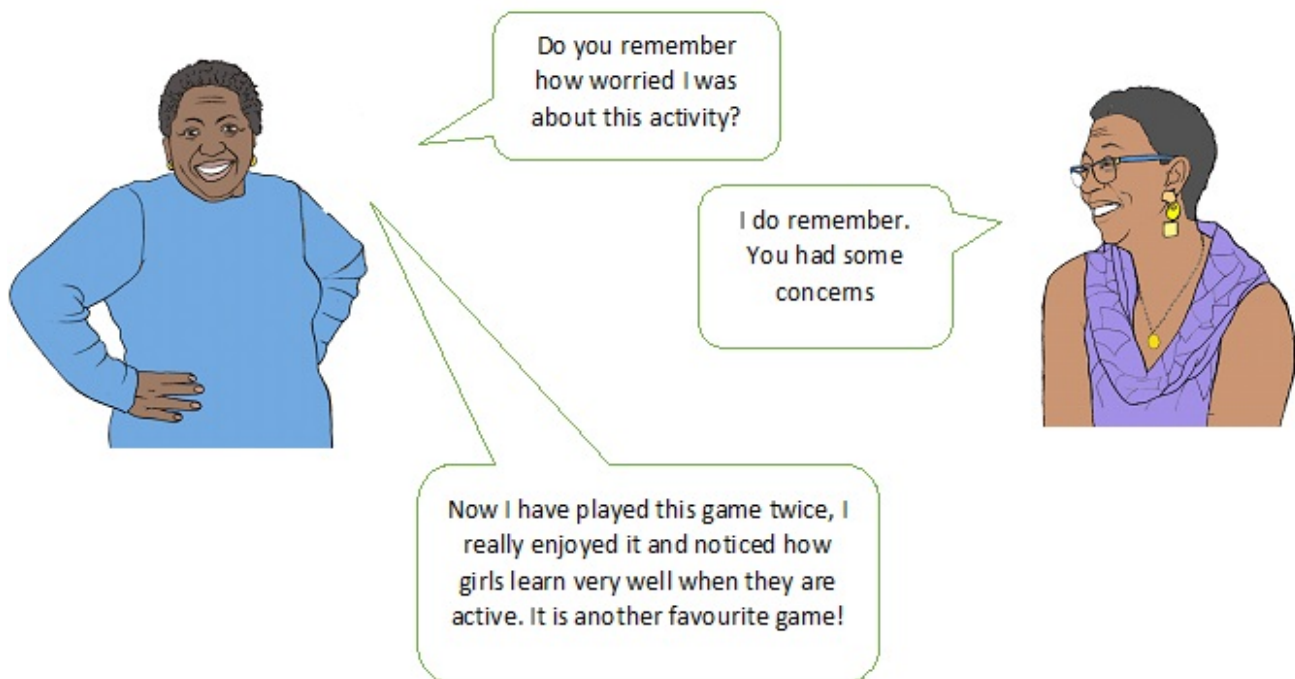 Do you remember
how worried I was
about this activity?
I do remember.
You had some
concerns
Now I have played this game twice, I
really enjoyed it and noticed how
girls learn very well when they are
active. It is another favourite game!